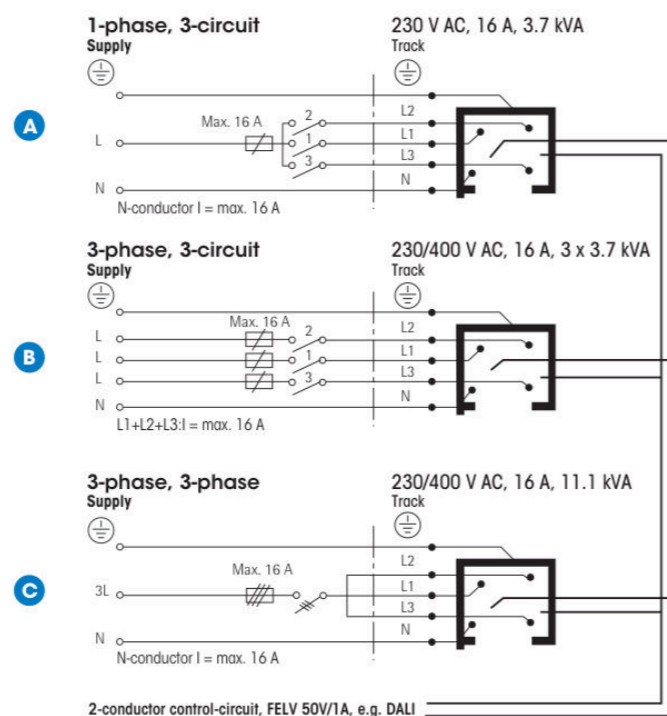 1-phase, 3-circuit
Supply
230 V AC, 16 A, 3.7 kVA
Track
A
L
Max. 16 A
2
1
3
L2
L1
L3
N
N
N-conductor I = max. 16 A
3-phase, 3-circuit
Supply
230/400 V AC, 16 A, 3 x 3.7 kVA
Track
B
Max. 16 A
L
L
L
2
1
3
L2
L1
L3
N
N
L1+L2+L3:I = max. 16 A
3-phase, 3-phase
Supply
230/400 V AC, 16 A, 11.1 kVA
Track
C
3L
Max. 16 A
L2
L1
L3
N
N
N-conductor I = max. 16 A
2-conductor control-circuit, FELV 50V/1A, e.g. DALI